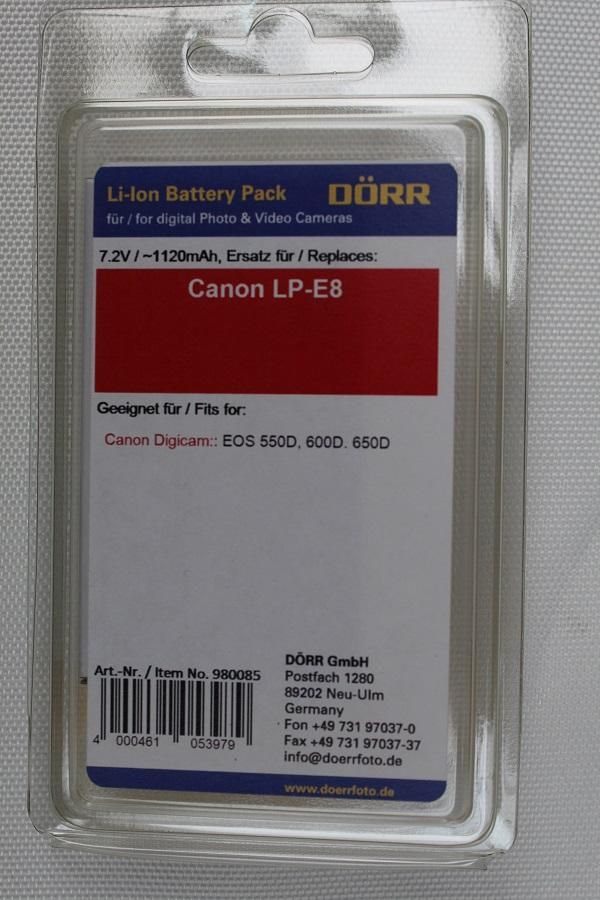 Li-Ion Battery Pack DÖRR
für / for digital Photo & Video Cameras
7.2V / ~1120mAh, Ersatz für / Replaces:
Canon LP-E8
Geeignet für / Fits for:
Canon Digicam:: EOS 550D, 600D. 650D
Art.-Nr. / Item No. 980085
4 000461 053979
DÖRR GmbH
Postfach 1280
89202 Neu-Ulm
Germany
Fon +49 731 97037-0
Fax +49 731 97037-37
info@doerrfoto.de
www.doerrfoto.de